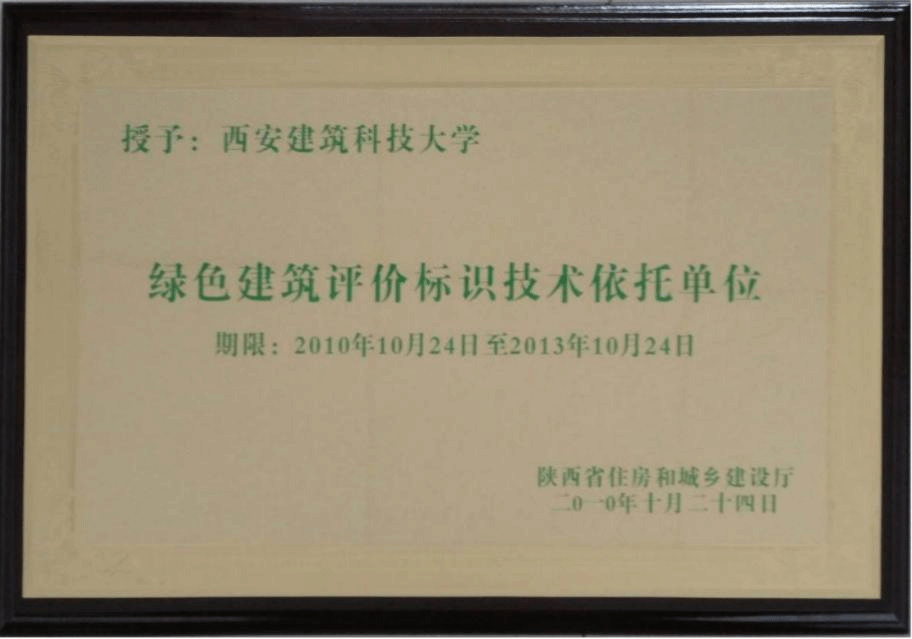 授予：西安建筑科技大学
绿色建筑评价标识技术依托单位
期限：2010年10月24日至2013年10月24日
陕西省住房和城乡建设厅
二0一0年十月二十四日